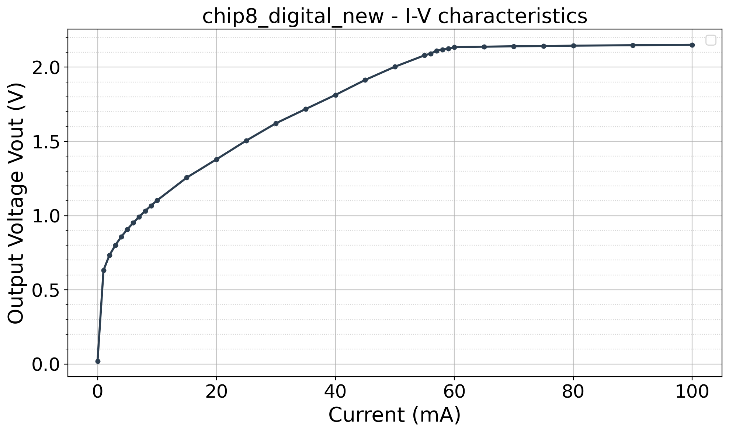 chip8_digital_new - I-V characteristics
Output Voltage Vout (V)
2.0
1.5
1.0
0.5
0.0
0 20 40 60 80 100
Current (mA)